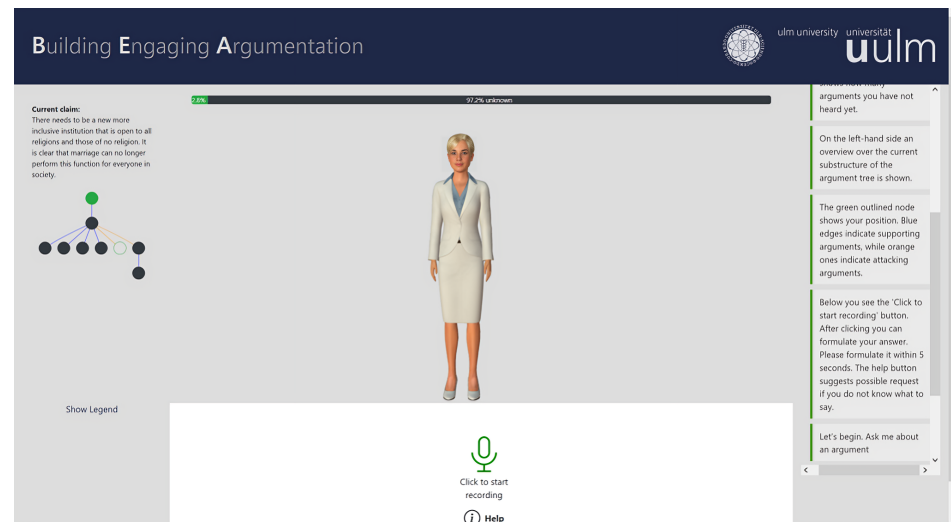 Building Engaging Argumentation
ulm university universität
uulm
Current claim:
There needs to be a new more
inclusive institution that is open to all
religions and those of no religion. It
is clear that marriage can no longer
perform this function for everyone in
society.
Show Legend
2,8%
97.2% unknown
Click to start
recording
i Help
shows how many
arguments you have not
heard yet.
On the left-hand side an
overview over the current
substructure of the
argument tree is shown.
The green outlined node
shows your position. Blue
edges indicate supporting
arguments, while orange
ones indicate attacking
arguments.
Below you see the 'Click to
start recording' button.
After clicking you can
formulate your answer.
Please formulate it within 5
seconds. The help button
suggests possible request
if you do not know what to
say.
Let's begin. Ask me about
an argument